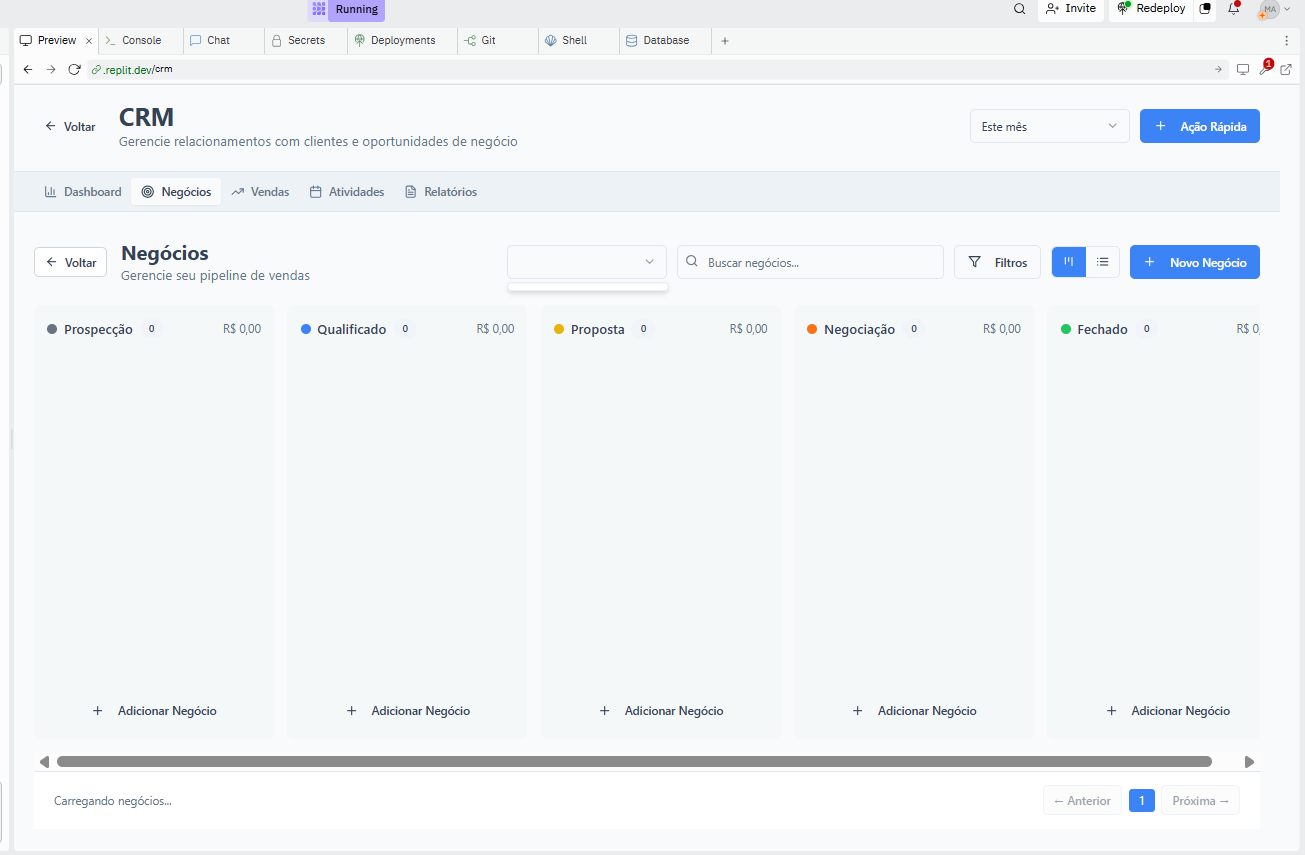 Running
Invite
Redeploy
MA
Preview
Console
Chat
Secrets
Deployments
Git
Shell
Database
.replit.dev/crm
1
Voltar
CRM
Gerencie relacionamentos com clientes e oportunidades de negócio
Este mês
Ação Rápida
Dashboard
Negócios
Vendas
Atividades
Relatórios
Voltar
Negócios
Gerencie seu pipeline de vendas
Buscar negócios...
Filtros
Novo Negócio
Prospecção 0 R$ 0,00
Qualificado 0 R$ 0,00
Proposta 0 R$ 0,00
Negociação 0 R$ 0,00
Fechado 0 R$ 0,
Adicionar Negócio
Adicionar Negócio
Adicionar Negócio
Adicionar Negócio
Adicionar Negócio
Carregando negócios...
← Anterior
1
Próxima →